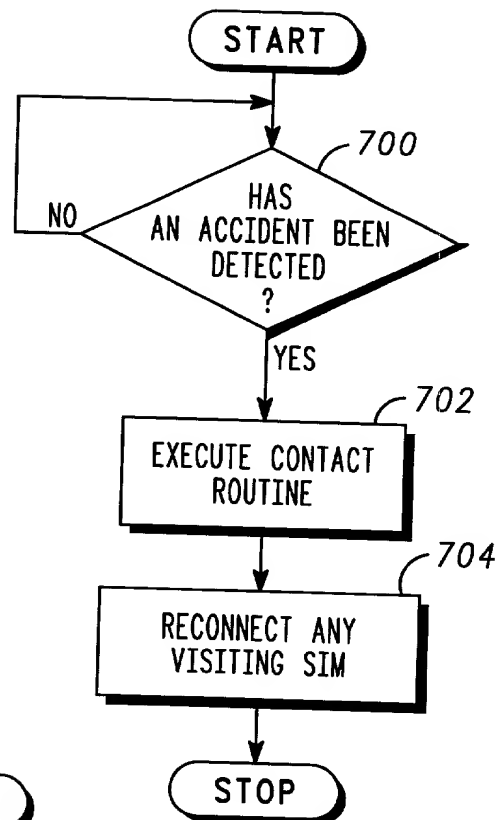 START
700
HAS
AN ACCIDENT BEEN
DETECTED
?
NO
YES
702
EXECUTE CONTACT
ROUTINE
704
RECONNECT ANY
VISITING SIM
STOP